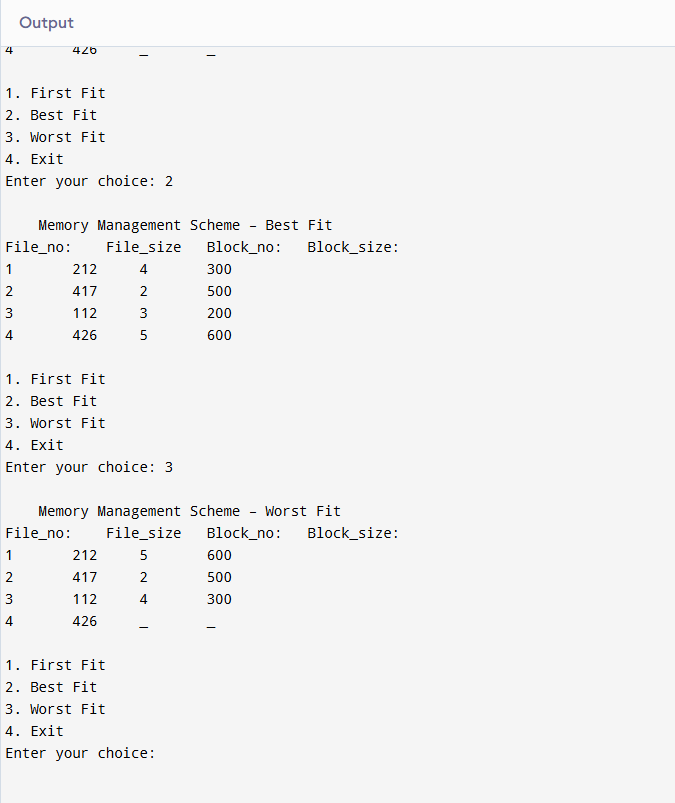 Output
4        426     _       _
1. First Fit
2. Best Fit
3. Worst Fit
4. Exit
Enter your choice: 2
    Memory Management Scheme – Best Fit
File_no:    File_size   Block_no:   Block_size:
1       212     4       300
2       417     2       500
3       112     3       200
4       426     5       600
1. First Fit
2. Best Fit
3. Worst Fit
4. Exit
Enter your choice: 3
    Memory Management Scheme – Worst Fit
File_no:    File_size   Block_no:   Block_size:
1       212     5       600
2       417     2       500
3       112     4       300
4       426     _       _
1. First Fit
2. Best Fit
3. Worst Fit
4. Exit
Enter your choice: